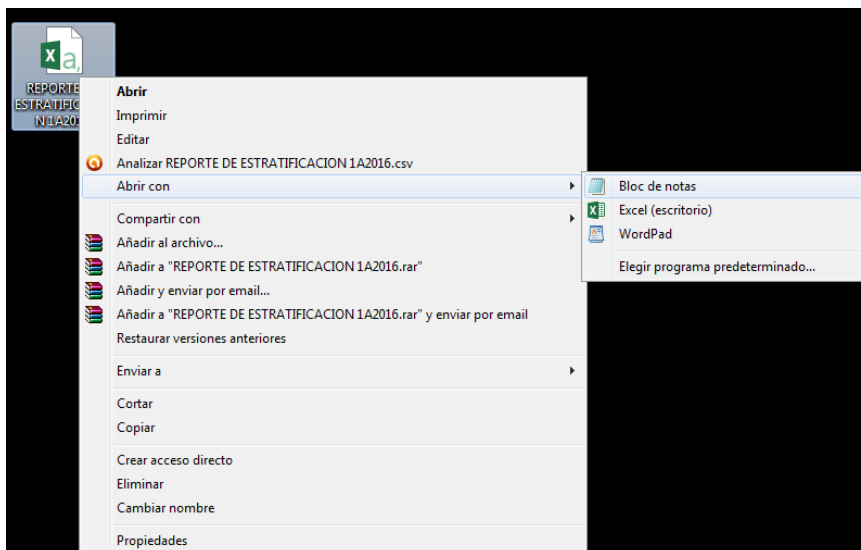 REPORTE
ESTRATIFIC
N 1A20
Abrir
Imprimir
Editar
Analizar REPORTE DE ESTRATIFICACION 1A2016.csv
Abrir con
Compartir con
Añadir al archivo...
Añadir a "REPORTE DE ESTRATIFICACION 1A2016.rar"
Añadir y enviar por email...
Añadir a "REPORTE DE ESTRATIFICACION 1A2016.rar" y enviar por email
Restaurar versiones anteriores
Enviar a
Cortar
Copiar
Crear acceso directo
Eliminar
Cambiar nombre
Propiedades
Bloc de notas
Excel (escritorio)
WordPad
Elegir programa predeterminado...